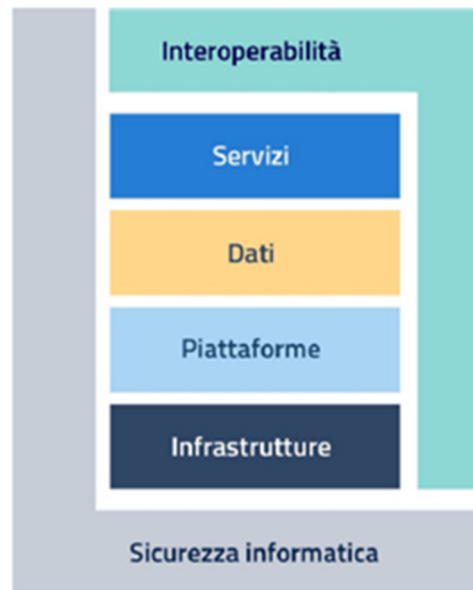 Interoperabilità
Servizi
Dati
Piattaforme
Infrastrutture
Sicurezza informatica